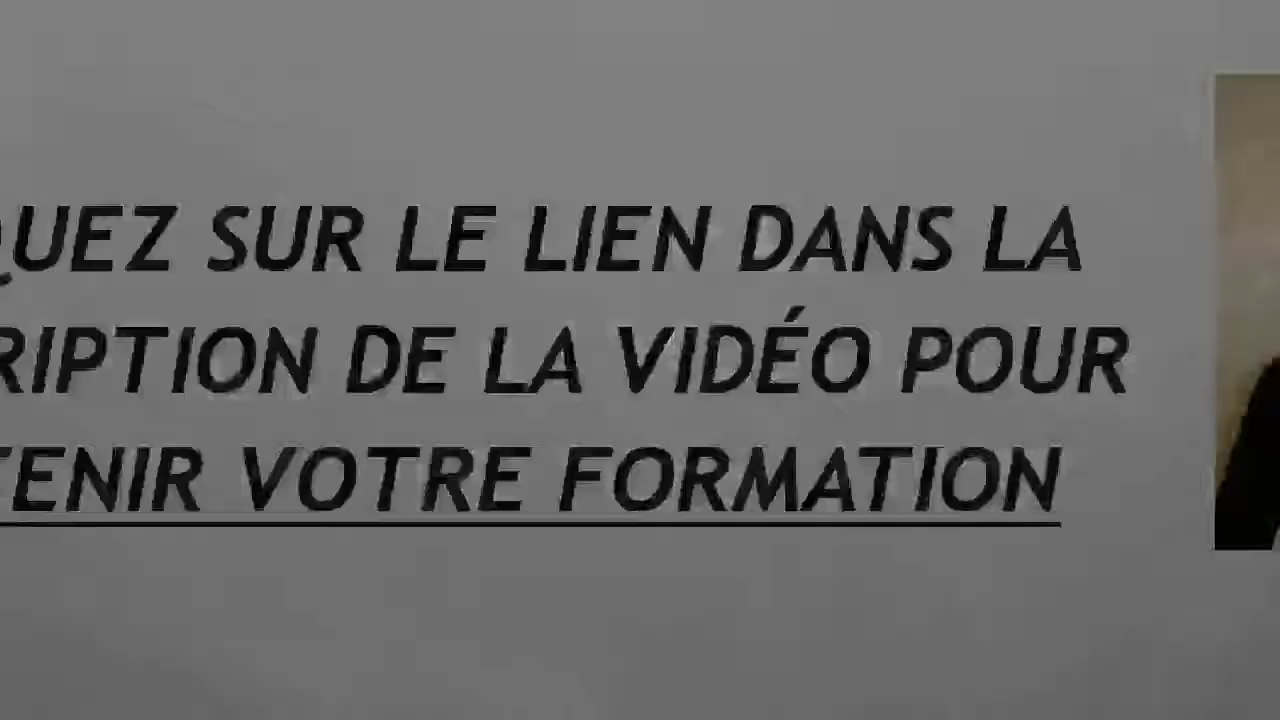 QUEZ SUR LE LIEN DANS LA
RIPTION DE LA VIDÉO POUR
TENIR VOTRE FORMATION